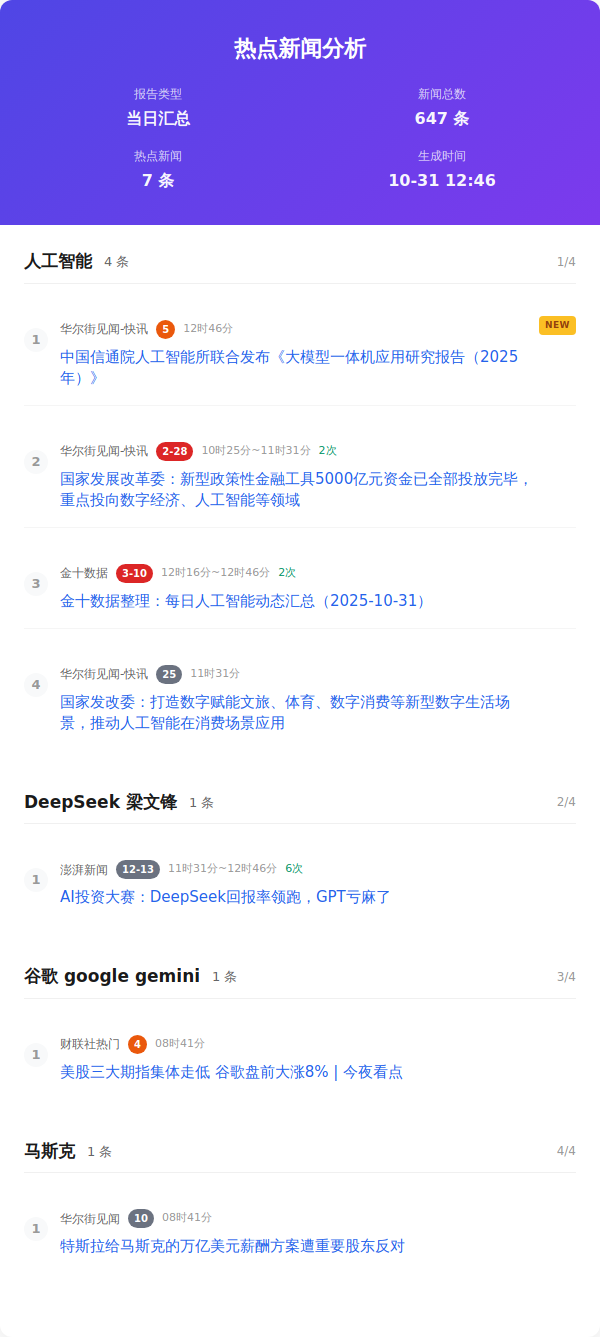 热点新闻分析
报告类型
当日汇总
新闻总数
647 条
热点新闻
7 条
生成时间
10-31 12:46
人工智能 4 条 1/4
1 华尔街见闻-快讯 5 12时46分 NEW
中国信通院人工智能所联合发布《大模型一体机应用研究报告（2025
年）》
2 华尔街见闻-快讯 2-28 10时25分~11时31分 2次
国家发展改革委：新型政策性金融工具5000亿元资金已全部投放完毕，
重点投向数字经济、人工智能等领域
3 金十数据 3-10 12时16分~12时46分 2次
金十数据整理：每日人工智能动态汇总（2025-10-31）
4 华尔街见闻-快讯 25 11时31分
国家发改委：打造数字赋能文旅、体育、数字消费等新型数字生活场
景，推动人工智能在消费场景应用
DeepSeek 梁文锋 1 条 2/4
1 澎湃新闻 12-13 11时31分~12时46分 6次
AI投资大赛：DeepSeek回报率领跑，GPT亏麻了
谷歌 google gemini 1 条 3/4
1 财联社热门 4 08时41分
美股三大期指集体走低 谷歌盘前大涨8% | 今夜看点
马斯克 1 条 4/4
1 华尔街见闻 10 08时41分
特斯拉给马斯克的万亿美元薪酬方案遭重要股东反对